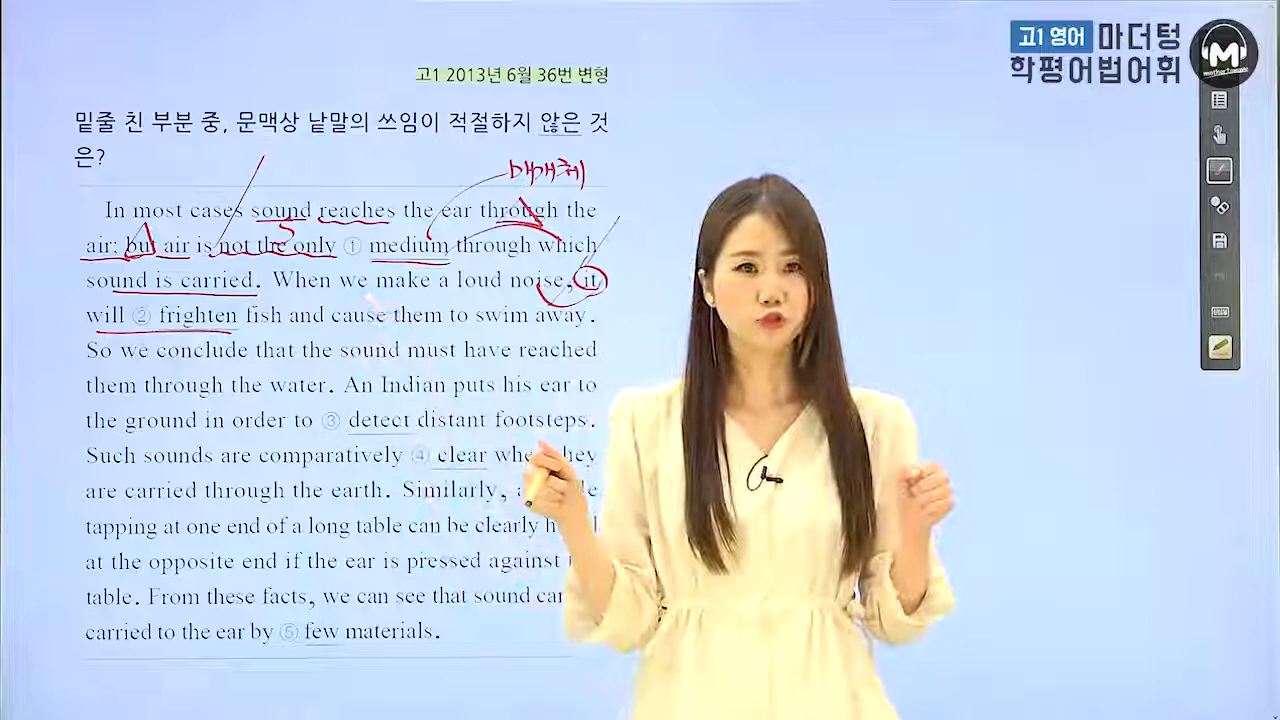 고1 영어 마더텅
학평어법어휘
M
고1 2013년 6월 36번 변형
밑줄 친 부분 중, 문맥상 낱말의 쓰임이 적절하지 않은 것
은?
매개체
In most cases sound reaches the ear through the
air; but air is not the only ① medium through which
sound is carried. When we make a loud noise, it
will ② frighten fish and cause them to swim away.
So we conclude that the sound must have reached
them through the water. An Indian puts his ear to
the ground in order to ③ detect distant footsteps.
Such sounds are comparatively ④ clear
are carried through the earth. Similarly,
tapping at one end of a long table can be clearly
at the opposite end if the ear is pressed against
table. From these facts, we can see that sound
carried to the ear by ⑤ few materials.